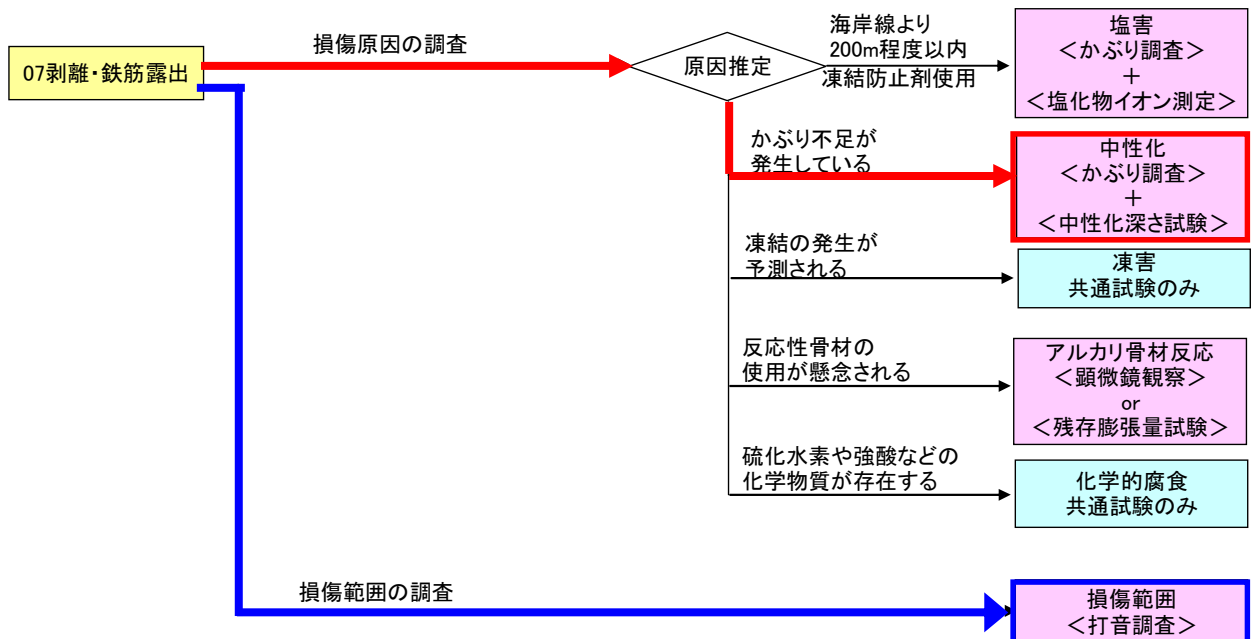 07剥離・鉄筋露出
損傷原因の調査
原因推定
海岸線より
200m程度以内
凍結防止剤使用
塩害
＜かぶり調査＞
＋
＜塩化物イオン測定＞
かぶり不足が
発生している
中性化
＜かぶり調査＞
＋
＜中性化深さ試験＞
凍結の発生が
予測される
凍害
共通試験のみ
反応性骨材の
使用が懸念される
アルカリ骨材反応
＜顕微鏡観察＞
or
＜残存膨張量試験＞
硫化水素や強酸などの
化学物質が存在する
化学的腐食
共通試験のみ
損傷範囲の調査
損傷範囲
＜打音調査＞